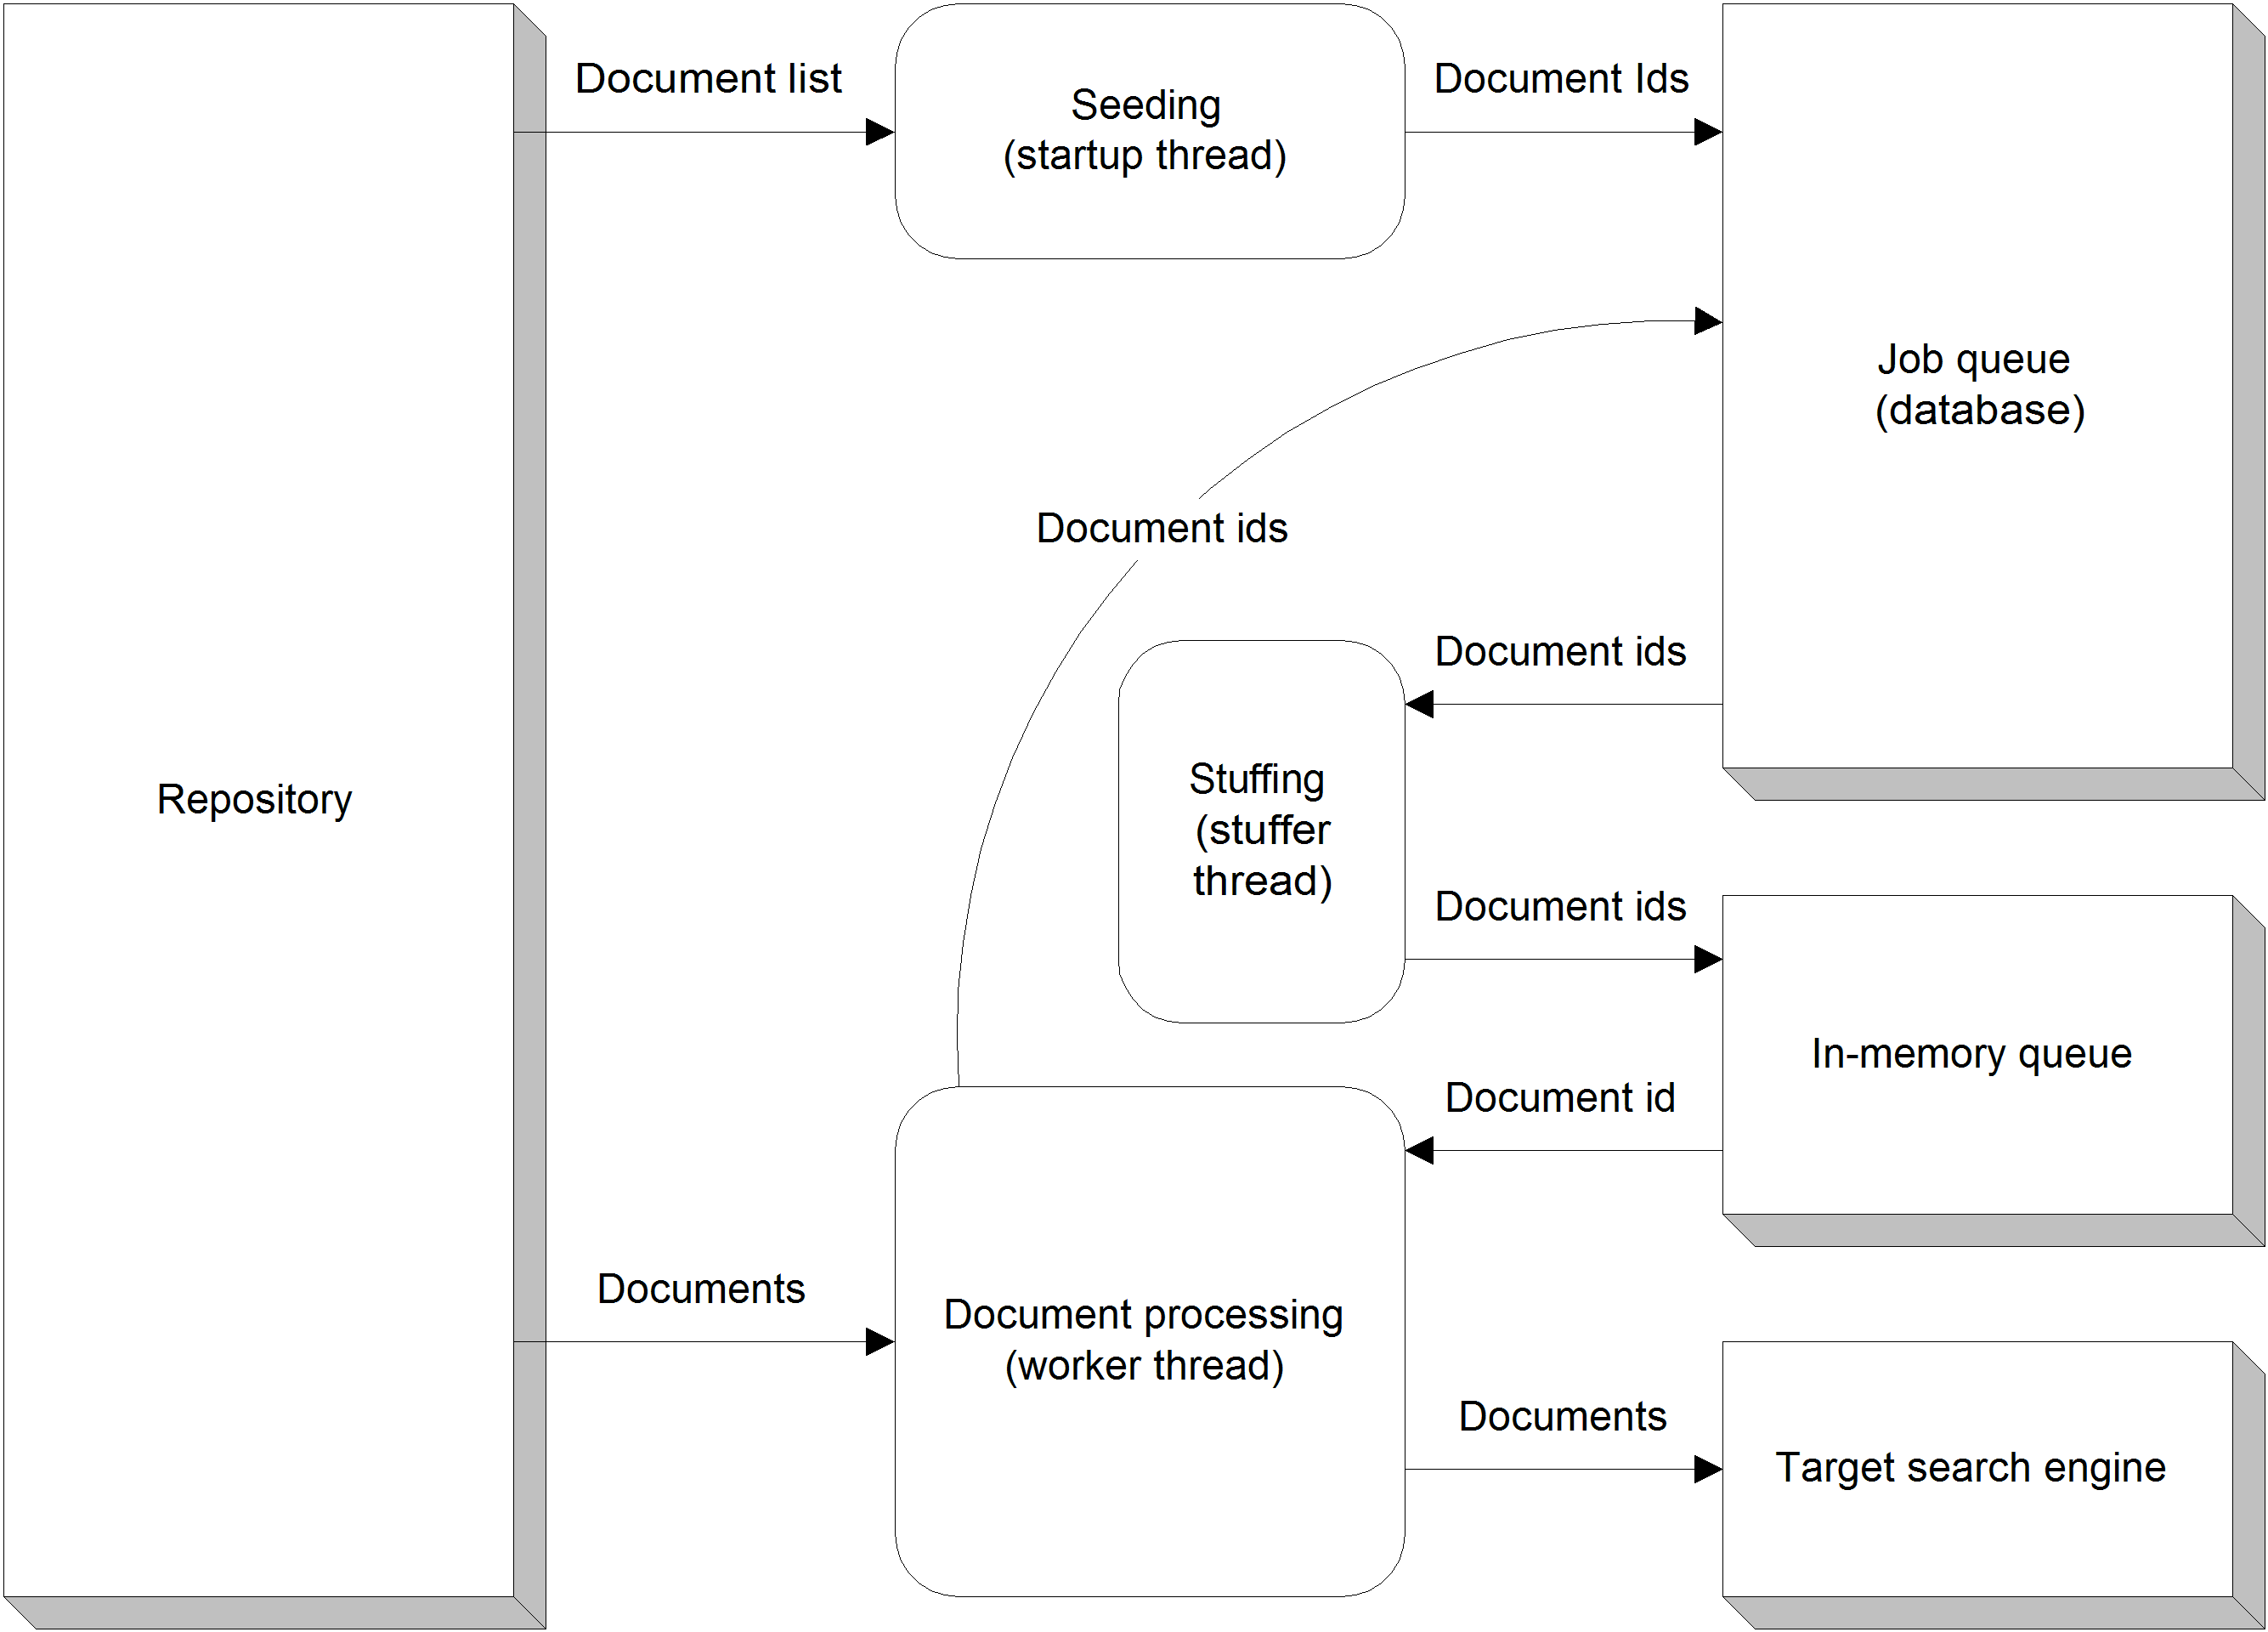 Document list
Seeding
(startup thread)
Document Ids
Job queue
(database)
Document ids
Document ids
Repository
Stuffing
(stuffer
thread)
Document ids
In-memory queue
Document id
Documents
Document processing
(worker thread)
Documents
Target search engine